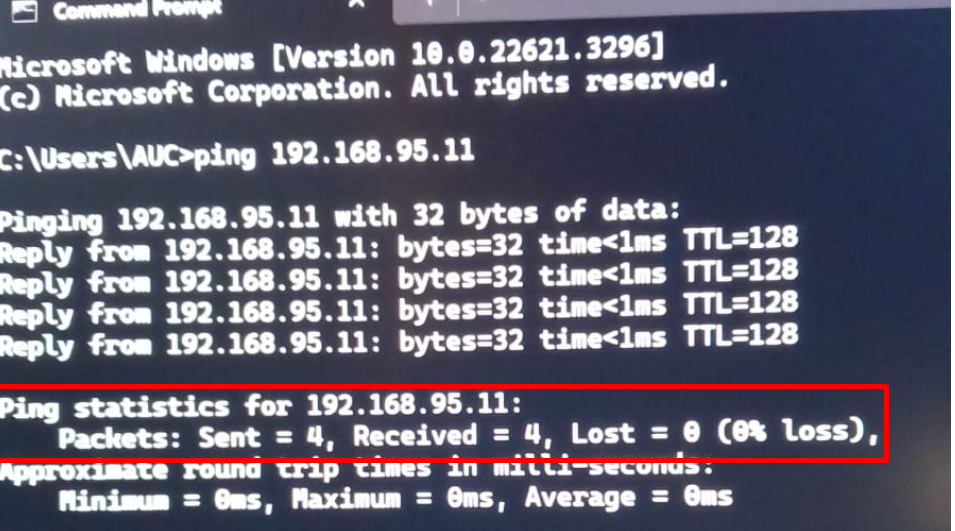 Command Prompt
Microsoft Windows [Version 10.0.22621.3296]
(c) Microsoft Corporation. All rights reserved.
C:\Users\AUC>ping 192.168.95.11
Pinging 192.168.95.11 with 32 bytes of data:
Reply from 192.168.95.11: bytes=32 time<1ms TTL=128
Reply from 192.168.95.11: bytes=32 time<1ms TTL=128
Reply from 192.168.95.11: bytes=32 time<1ms TTL=128
Reply from 192.168.95.11: bytes=32 time<1ms TTL=128
Ping statistics for 192.168.95.11:
Packets: Sent = 4, Received = 4, Lost = 0 (0% loss),
Approximate round trip times in milli-seconds:
Minimum = 0ms, Maximum = 0ms, Average = 0ms